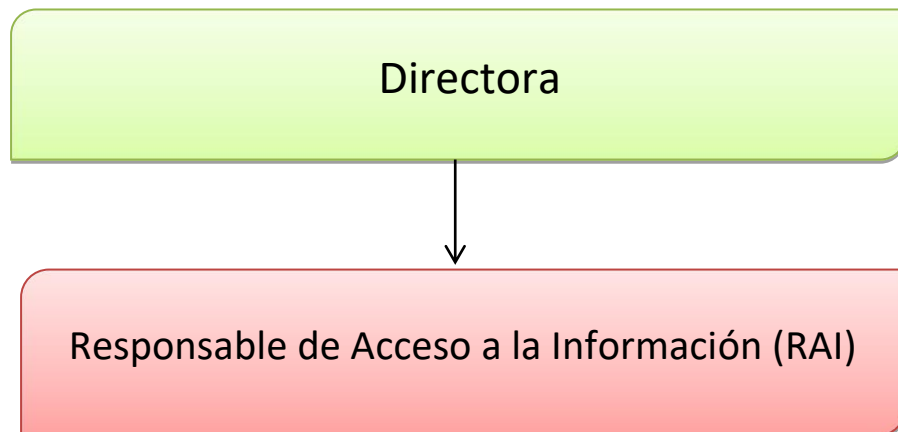 Directora
Responsable de Acceso a la Información (RAI)